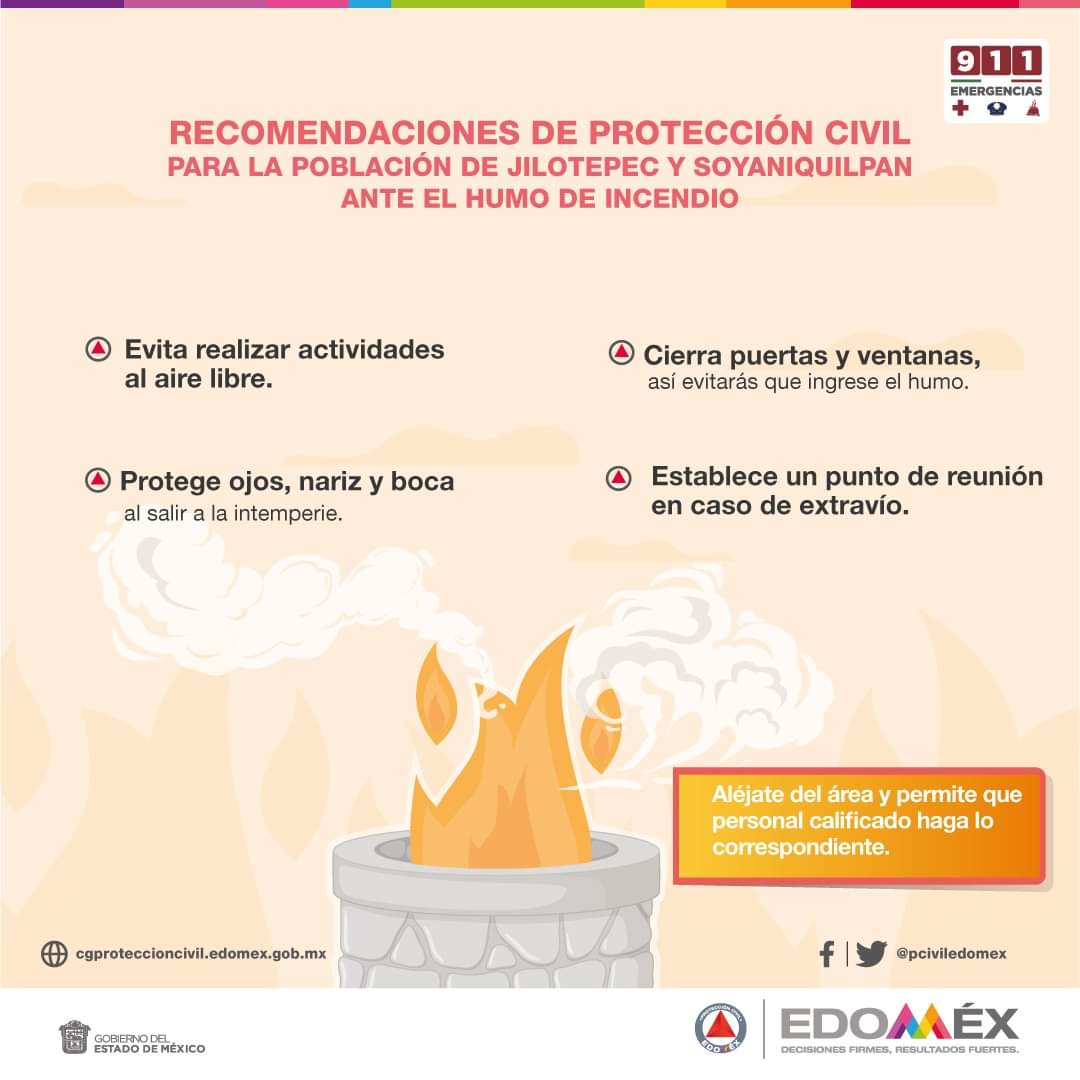 911
EMERGENCIAS
RECOMENDACIONES DE PROTECCIÓN CIVIL
PARA LA POBLACIÓN DE JILOTEPEC Y SOYANIQUILPAN
ANTE EL HUMO DE INCENDIO
Evita realizar actividades
al aire libre.
Cierra puertas y ventanas,
así evitarás que ingrese el humo.
Protege ojos, nariz y boca
al salir a la intemperie.
Establece un punto de reunión
en caso de extravío.
Aléjate del área y permite que
personal calificado haga lo
correspondiente.
cgproteccioncivil.edomex.gob.mx
@pciviledomex
GOBIERNO DEL
ESTADO DE MÉXICO
PROTECCIÓN CIVIL
EDOMÉX
EDOMÉX
DECISIONES FIRMES, RESULTADOS FUERTES.